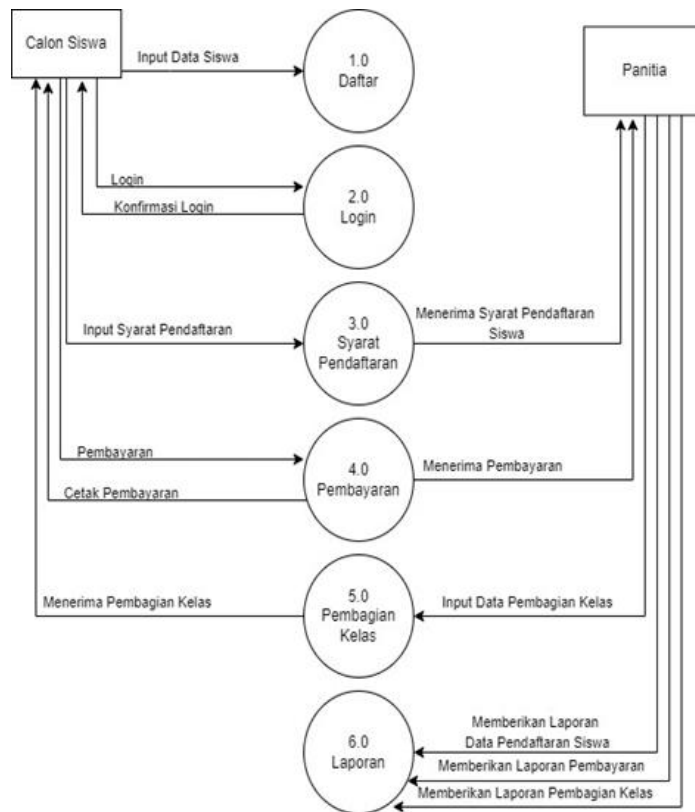 Calon Siswa
Input Data Siswa
1.0
Daftar
Panitia
Login
Konfirmasi Login
2.0
Login
Input Syarat Pendaftaran
3.0
Syarat
Pendaftaran
Menerima Syarat Pendaftaran
Siswa
Pembayaran
Cetak Pembayaran
4.0
Pembayaran
Menerima Pembayaran
Menerima Pembagian Kelas
5.0
Pembagian
Kelas
Input Data Pembagian Kelas
6.0
Laporan
Memberikan Laporan
Data Pendaftaran Siswa
Memberikan Laporan Pembayaran
Memberikan Laporan Pembagian Kelas